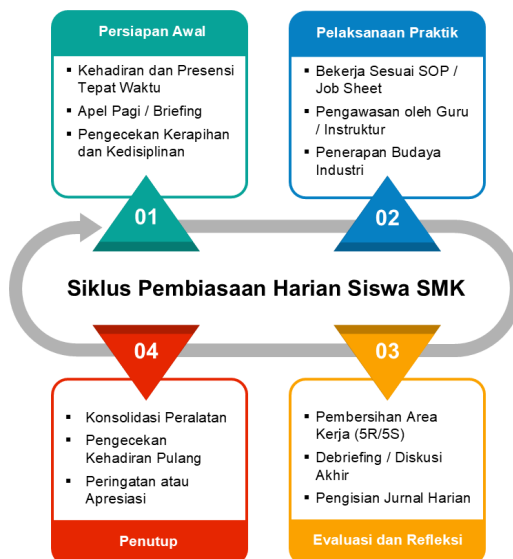 Persiapan Awal
▪ Kehadiran dan Presensi
Tepat Waktu
▪ Apel Pagi / Briefing
▪ Pengecekan Kerapihan
dan Kedisiplinan
01
Pelaksanaan Praktik
▪ Bekerja Sesuai SOP /
Job Sheet
▪ Pengawasan oleh Guru
/ Instruktur
▪ Penerapan Budaya
Industri
02
Siklus Pembiasaan Harian Siswa SMK
03
▪ Pembersihan Area
Kerja (5R/5S)
▪ Debriefing / Diskusi
Akhir
▪ Pengisian Jurnal Harian
Evaluasi dan Refleksi
04
▪ Konsolidasi Peralatan
▪ Pengecekan
Kehadiran Pulang
▪ Peringatan atau
Apresiasi
Penutup